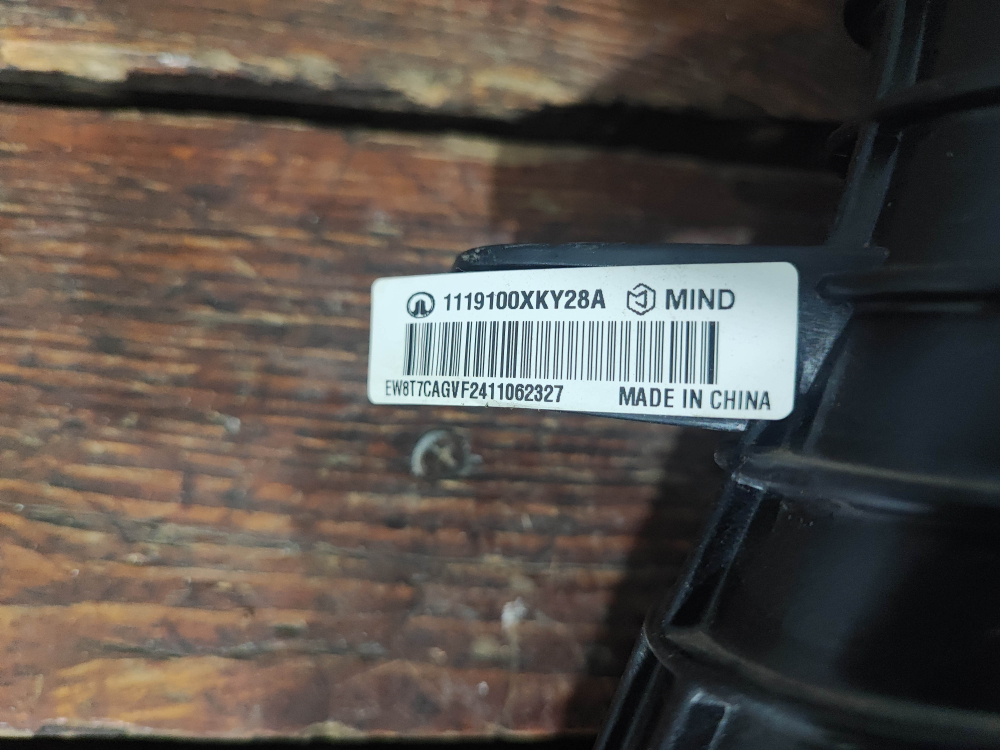 1119100XKY28A MIND
EW8T7CAGVF2411062327 MADE IN CHINA